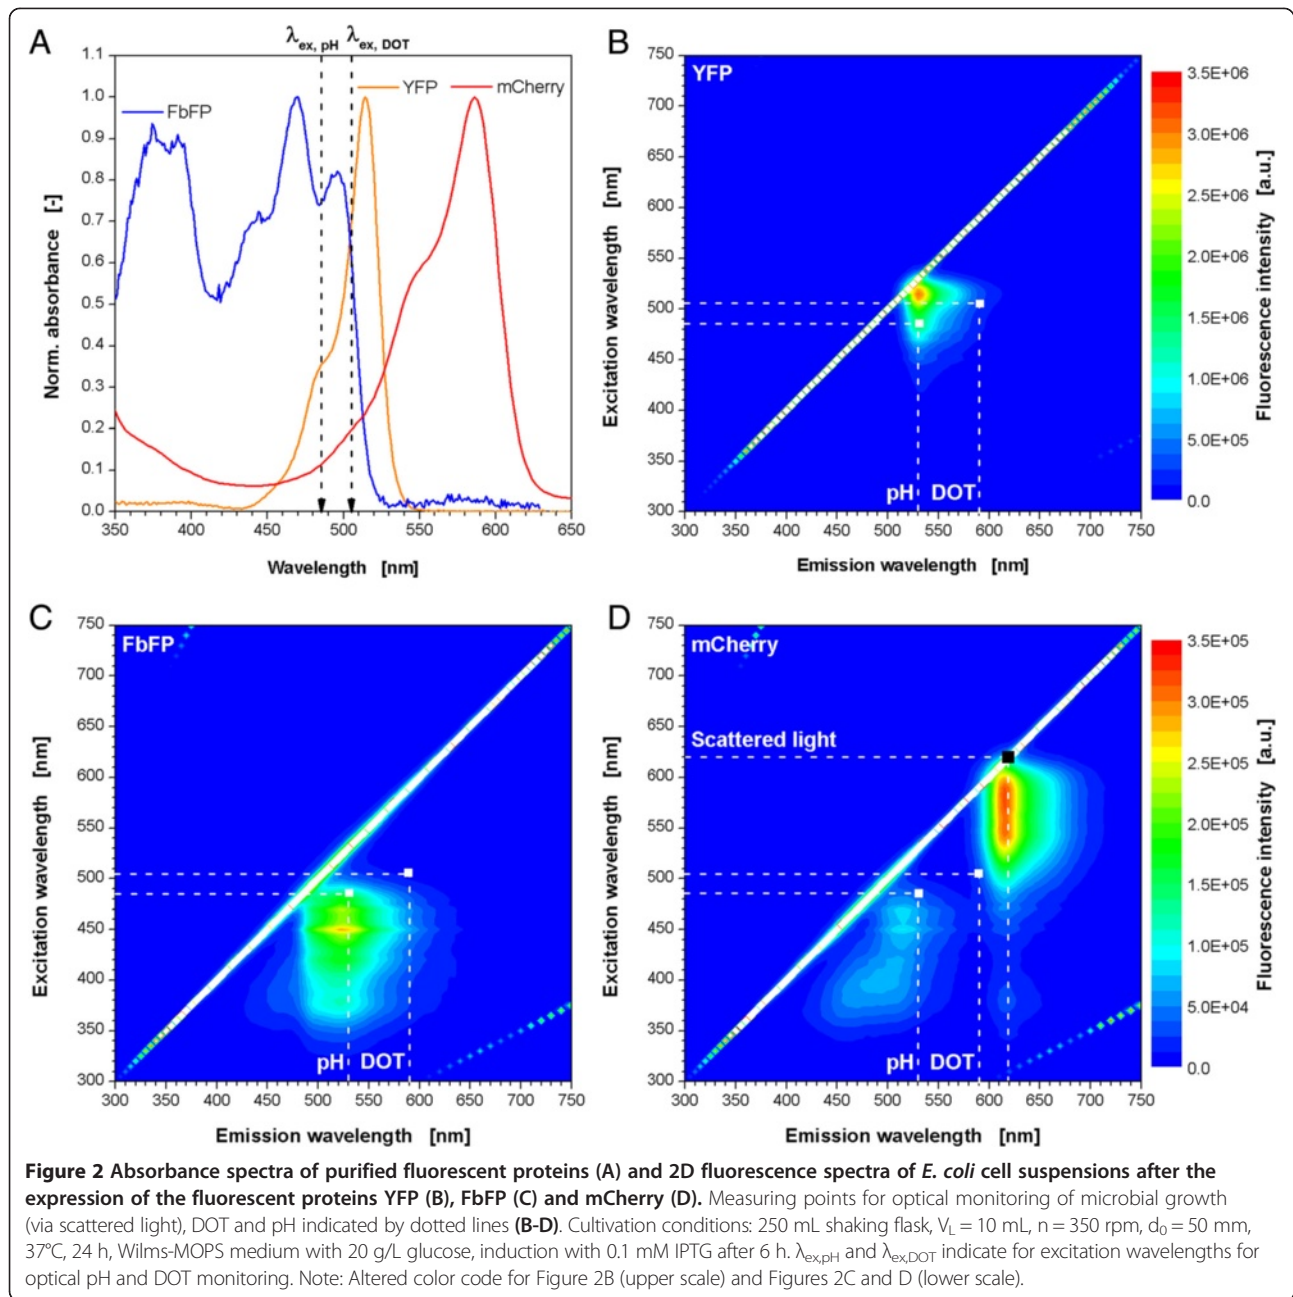 A
λex, pH λex, DOT
FbFP
YFP
mCherry
1.1
1.0
0.9
0.8
0.7
0.6
0.5
0.4
0.3
0.2
0.1
0.0
Norm. absorbance [-]
350 400 450 500 550 600 650
Wavelength [nm]
B
YFP
750
700
650
600
550
500
450
400
350
300
Excitation wavelength [nm]
pH DOT
300 350 400 450 500 550 600 650 700 750
Emission wavelength [nm]
3.5E+06
3.0E+06
2.5E+06
2.0E+06
1.5E+06
1.0E+06
5.0E+05
0.0
Fluorescence intensity [a.u.]
C
FbFP
750
700
650
600
550
500
450
400
350
300
Excitation wavelength [nm]
pH DOT
300 350 400 450 500 550 600 650 700 750
Emission wavelength [nm]
D
mCherry
Scattered light
750
700
650
600
550
500
450
400
350
300
Excitation wavelength [nm]
pH DOT
300 350 400 450 500 550 600 650 700 750
Emission wavelength [nm]
3.5E+05
3.0E+05
2.5E+05
2.0E+05
1.5E+05
1.0E+05
5.0E+04
0.0
Fluorescence intensity [a.u.]
Figure 2 Absorbance spectra of purified fluorescent proteins (A) and 2D fluorescence spectra of E. coli cell suspensions after the
expression of the fluorescent proteins YFP (B), FbFP (C) and mCherry (D). Measuring points for optical monitoring of microbial growth
(via scattered light), DOT and pH indicated by dotted lines (B-D). Cultivation conditions: 250 mL shaking flask, VL = 10 mL, n = 350 rpm, d0 = 50 mm,
37°C, 24 h, Wilms-MOPS medium with 20 g/L glucose, induction with 0.1 mM IPTG after 6 h. λex,pH and λex,DOT indicate for excitation wavelengths for
optical pH and DOT monitoring. Note: Altered color code for Figure 2B (upper scale) and Figures 2C and D (lower scale).